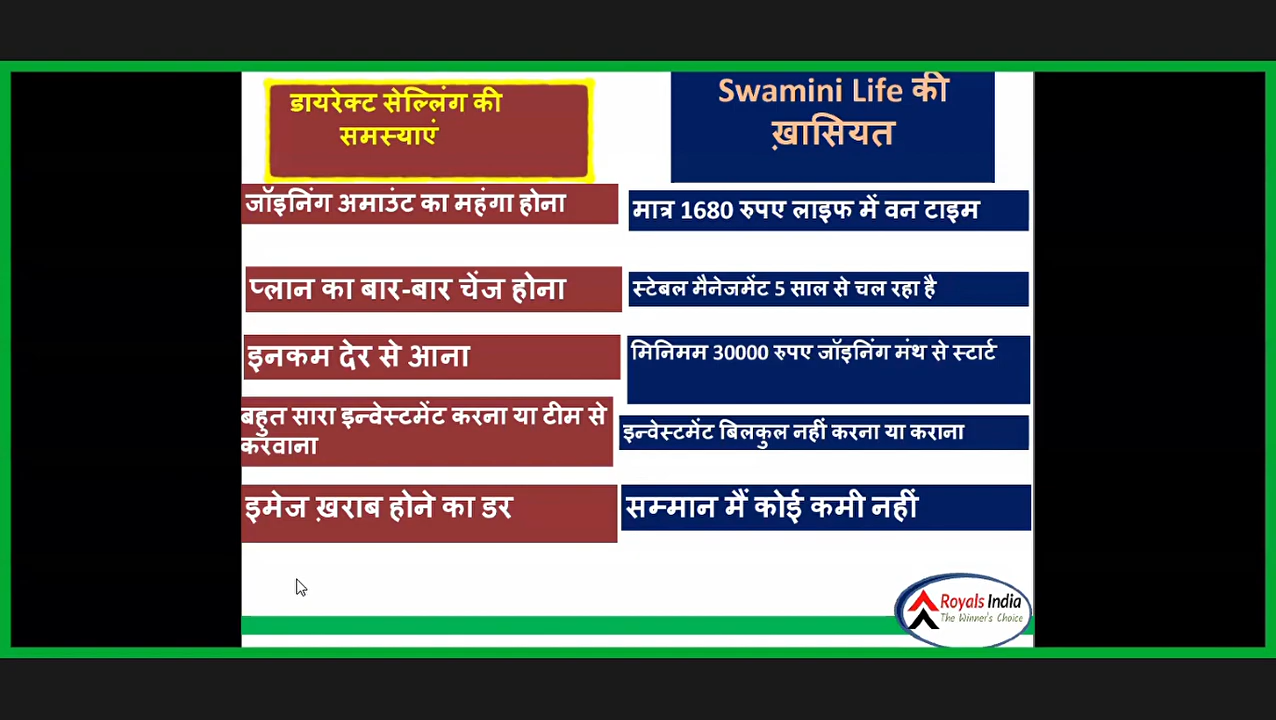 डायरेक्ट सेल्लिंग की
समस्याएं
Swamini Life की
ख़ासियत
जॉइनिंग अमाउंट का महंगा होना
मात्र 1680 रुपए लाइफ में वन टाइम
प्लान का बार-बार चेंज होना
स्टेबल मैनेजमेंट 5 साल से चल रहा है
इनकम देर से आना
मिनिमम 30000 रुपए जॉइनिंग मंथ से स्टार्ट
बहुत सारा इन्वेस्टमेंट करना या टीम से
करवाना
इन्वेस्टमेंट बिलकुल नहीं करना या कराना
इमेज ख़राब होने का डर
सम्मान मैं कोई कमी नहीं
Royals India
The Winner's Choice